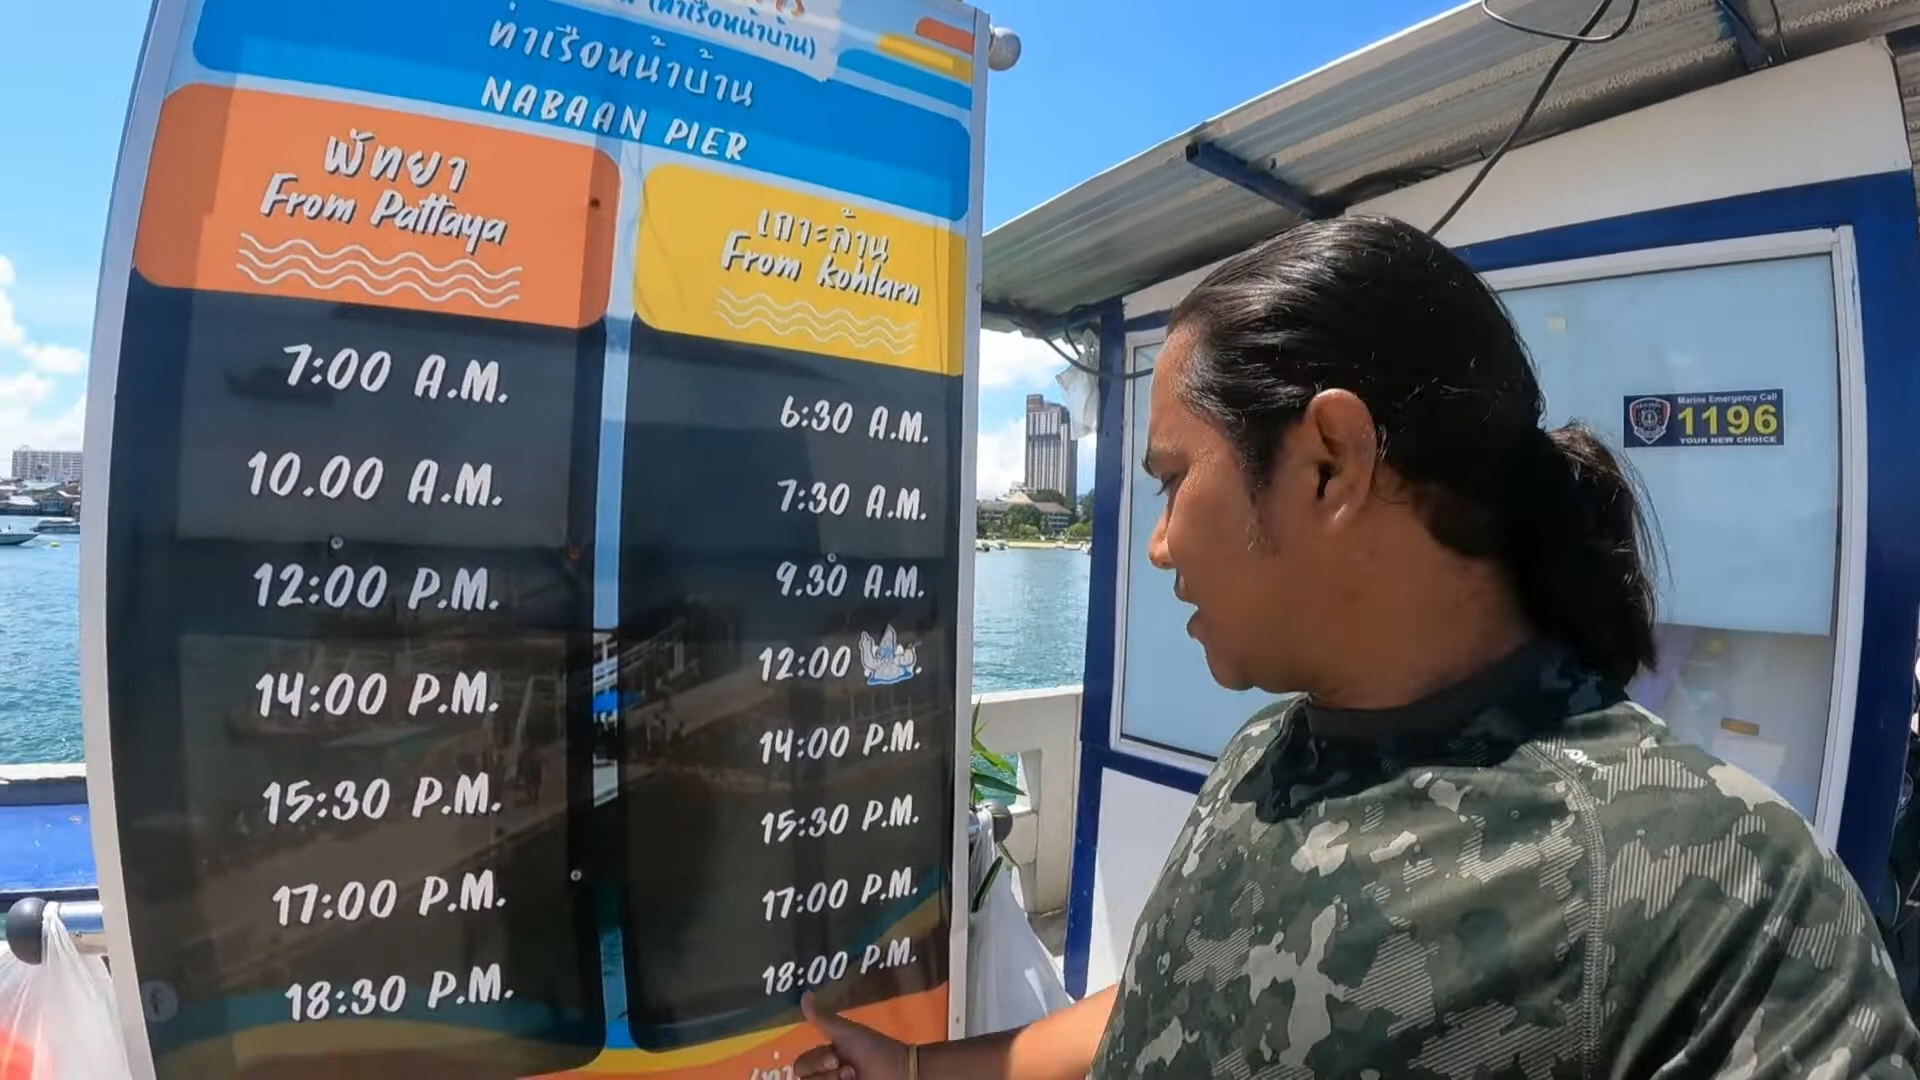 (ท่าเรือหน้าบ้าน)
ท่าเรือหน้าบ้าน
NABAAN PIER
พัทยา
From Pattaya
7:00 A.M.
10.00 A.M.
12:00 P.M.
14:00 P.M.
15:30 P.M.
17:00 P.M.
18:30 P.M.
เกาะล้าน
From Kohlarn
6:30 A.M.
7:30 A.M.
9.30 A.M.
12:00
14:00 P.M.
15:30 P.M.
17:00 P.M.
18:00 P.M.
Marine Emergency Call
1196
YOUR NEW CHOICE